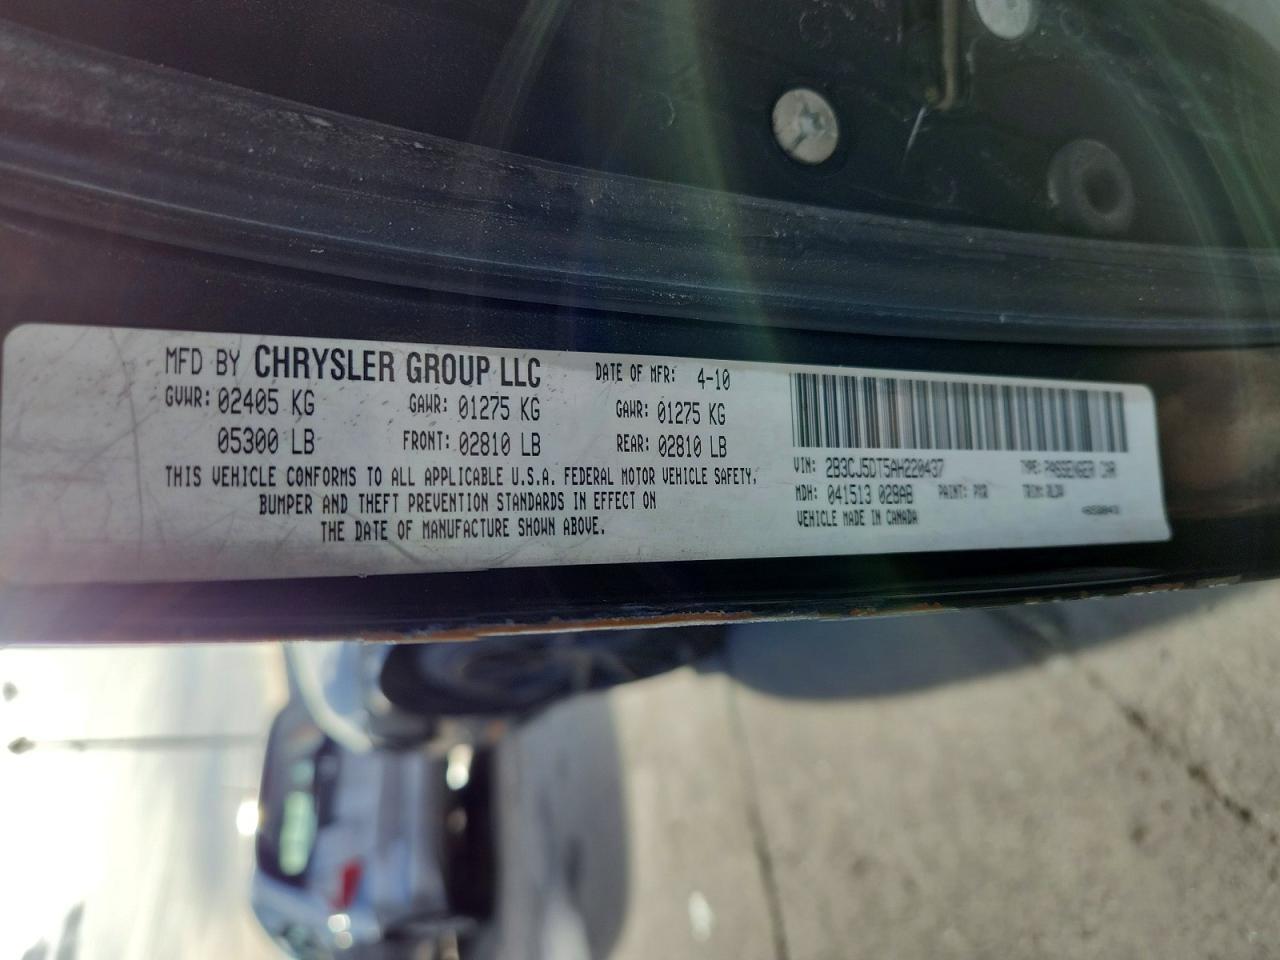 MFD BY CHRYSLER GROUP LLC DATE OF MFR: 4-10
GVWR: 02405 KG GAWR: 01275 KG GAWR: 01275 KG
05300 LB FRONT: 02810 LB REAR: 02810 LB
THIS VEHICLE CONFORMS TO ALL APPLICABLE U.S.A. FEDERAL MOTOR VEHICLE SAFETY,
BUMPER AND THEFT PREVENTION STANDARDS IN EFFECT ON
THE DATE OF MANUFACTURE SHOWN ABOVE.
VIN: 2B3CJ5DT5AH220437 TYPE: PASSENGER CAR
MDH: 041513 028AB PAINT: TRIM:
VEHICLE MADE IN CANADA